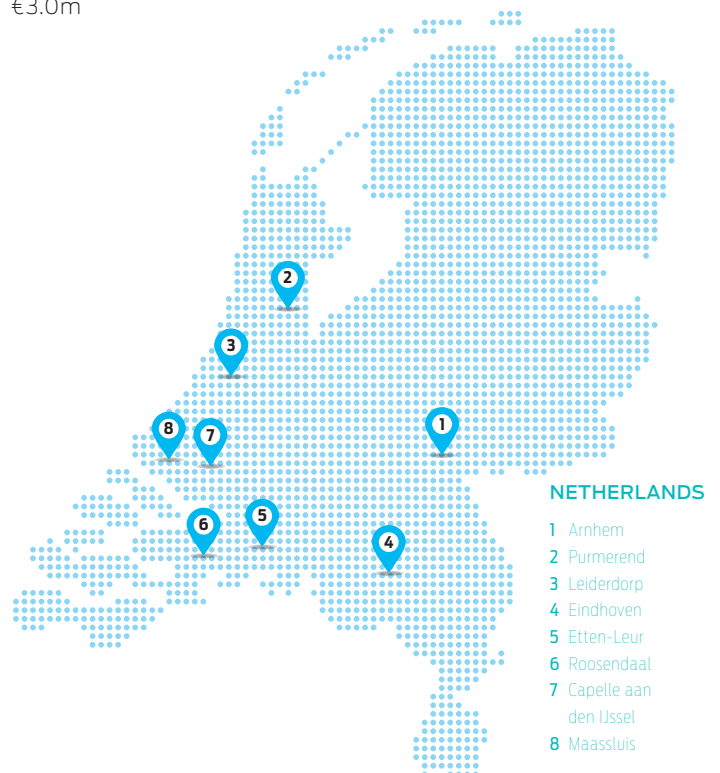 €3.0m
2
3
1
8
7
5
6
4
NETHERLANDS
1 Arnhem
2 Purmerend
3 Leiderdorp
4 Eindhoven
5 Etten-Leur
6 Roosendaal
7 Capelle aan
den IJssel
8 Maassluis